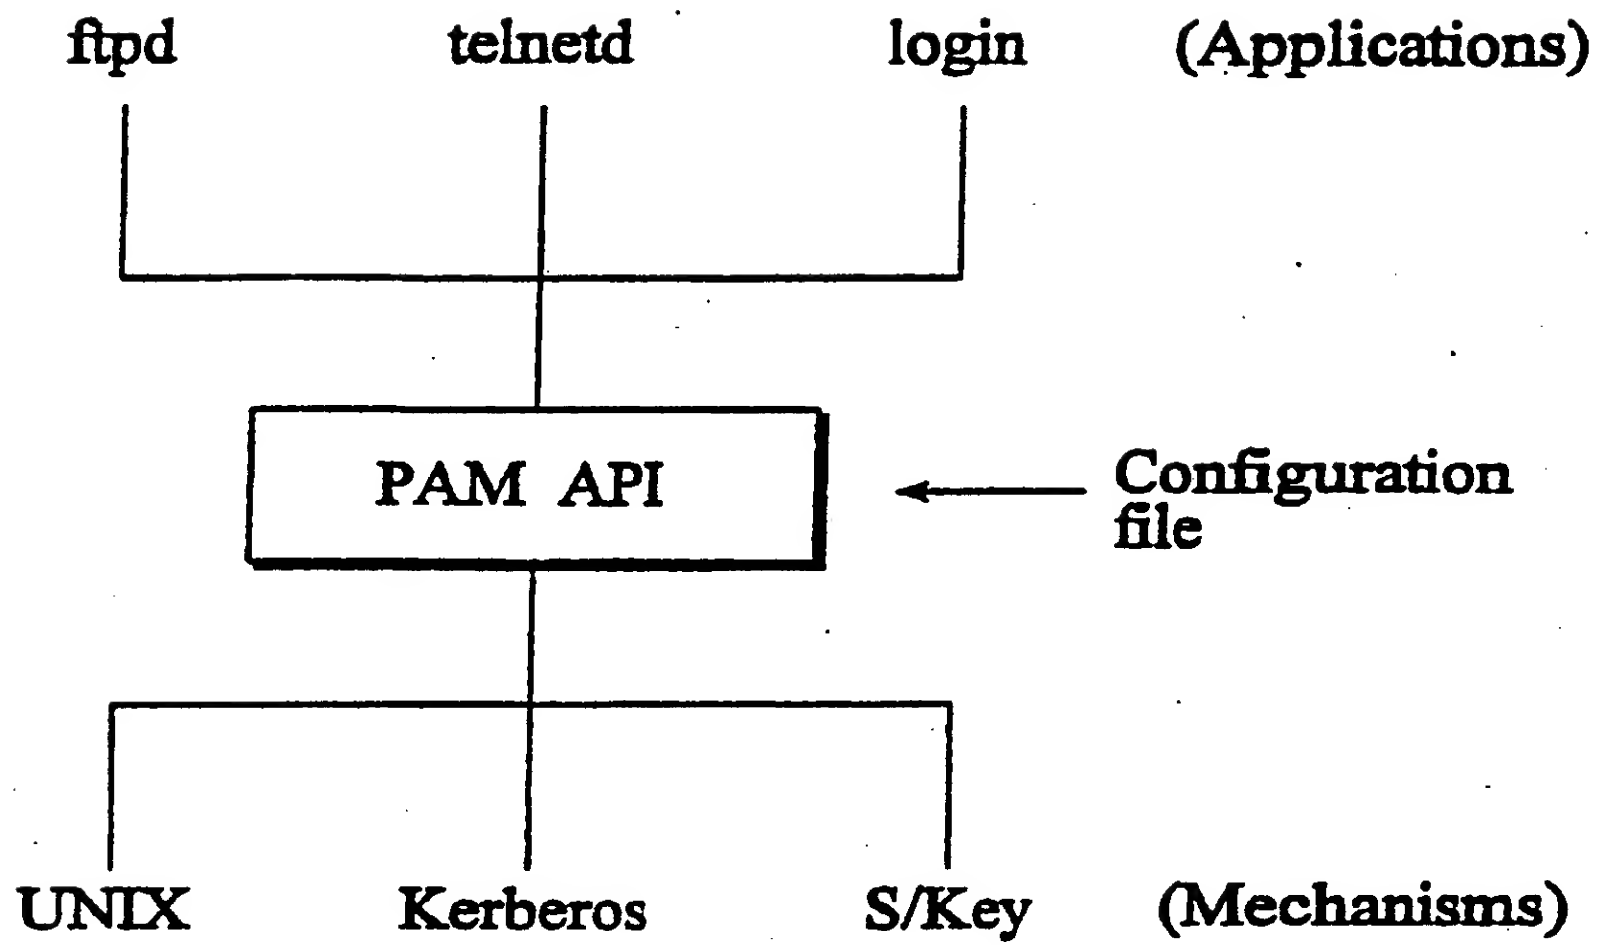 ftpd telnetd login (Applications)
PAM API
Configuration
file
UNIX Kerberos S/Key (Mechanisms)